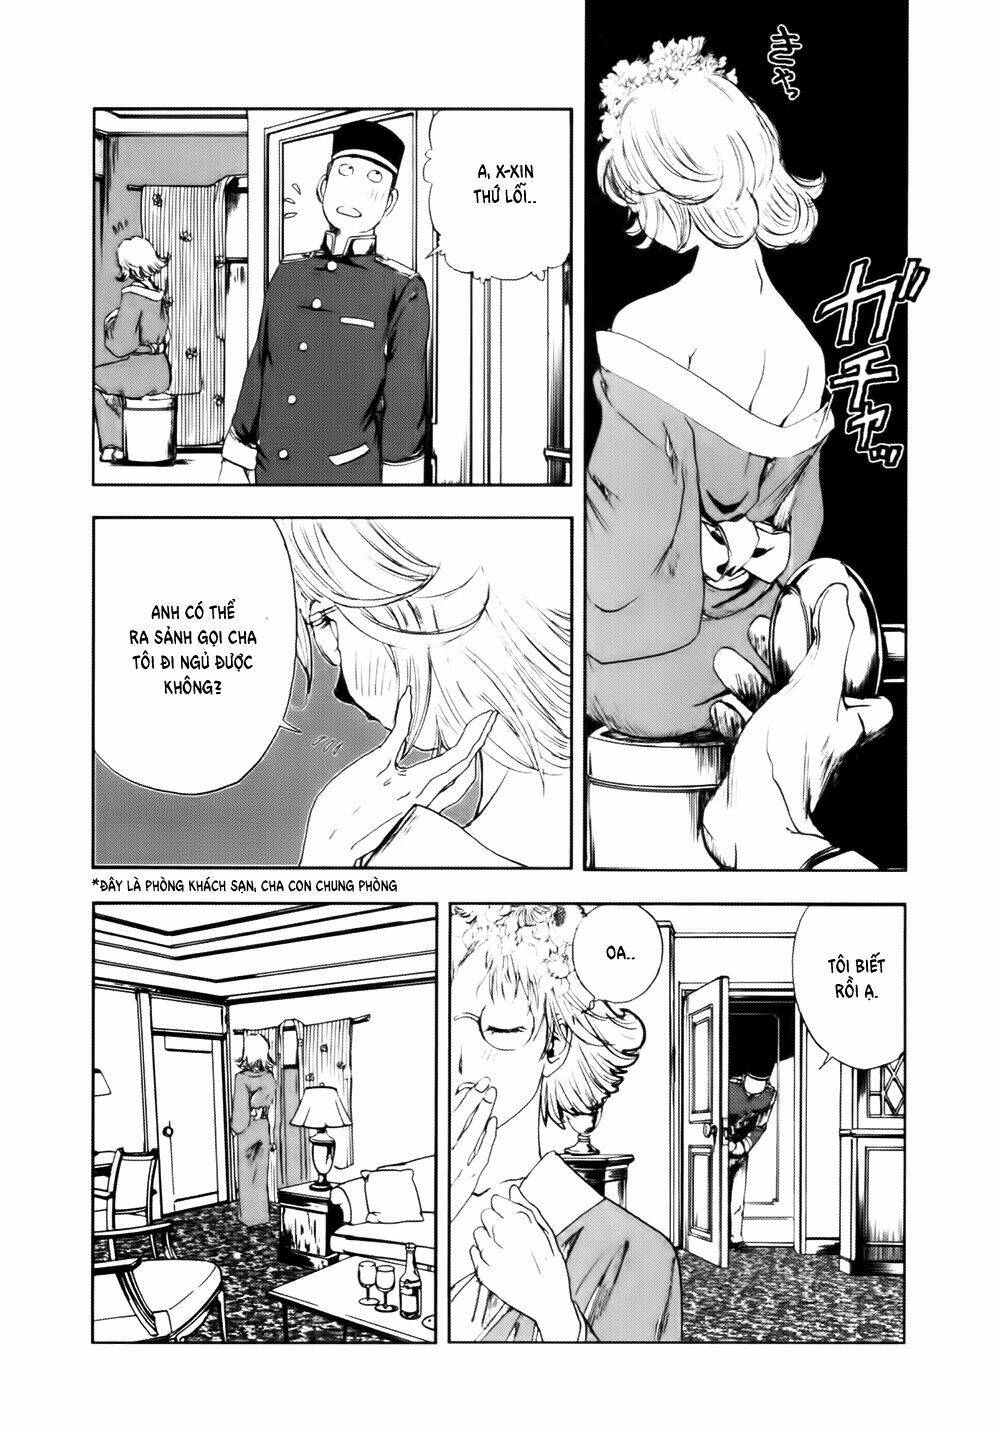 きゃっ
ガチャッ
A, X-XIN
THỨ LỖI..
ANH CÓ THỂ
RA SẢNH GỌI CHA
TÔI ĐI NGỦ ĐƯỢC
KHÔNG?
*ĐÂY LÀ PHÒNG KHÁCH SẠN, CHA CON CHUNG PHÒNG
TÔI BIẾT
RỒI Ạ.
OA..